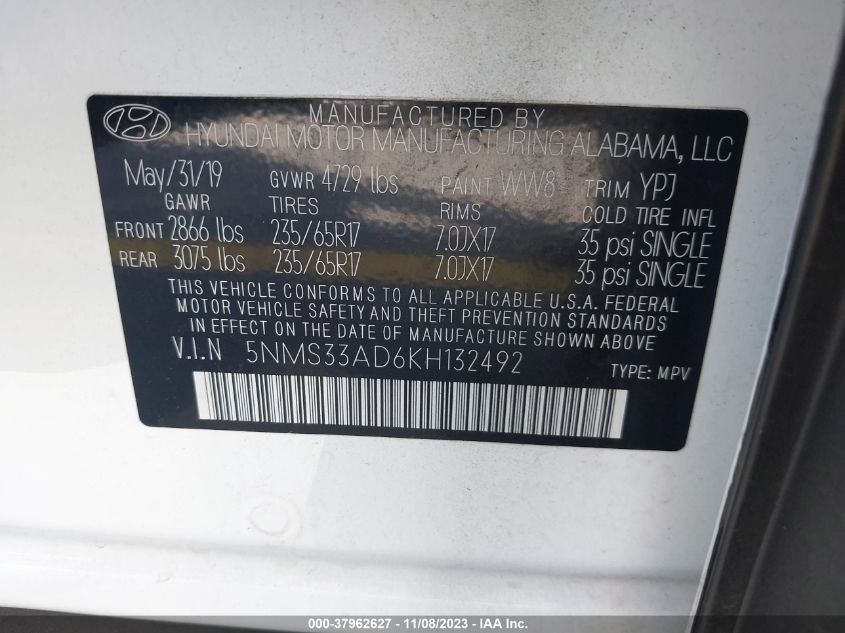 MANUFACTURED BY
HYUNDAI MOTOR MANUFACTURING ALABAMA, LLC
May/31/19 GVWR 4729 lbs PAINT WW8 TRIM YPJ
GAWR TIRES RIMS COLD TIRE INFL
FRONT 2866 lbs 235/65R17 7.0JX17 35 psi SINGLE
REAR 3075 lbs 235/65R17 7.0JX17 35 psi SINGLE
THIS VEHICLE CONFORMS TO ALL APPLICABLE U.S.A. FEDERAL
MOTOR VEHICLE SAFETY AND THEFT PREVENTION STANDARDS
IN EFFECT ON THE DATE OF MANUFACTURE SHOWN ABOVE.
V.I.N 5NMS33AD6KH132492
TYPE: MPV
000-37962627 - 11/08/2023 - IAA Inc.